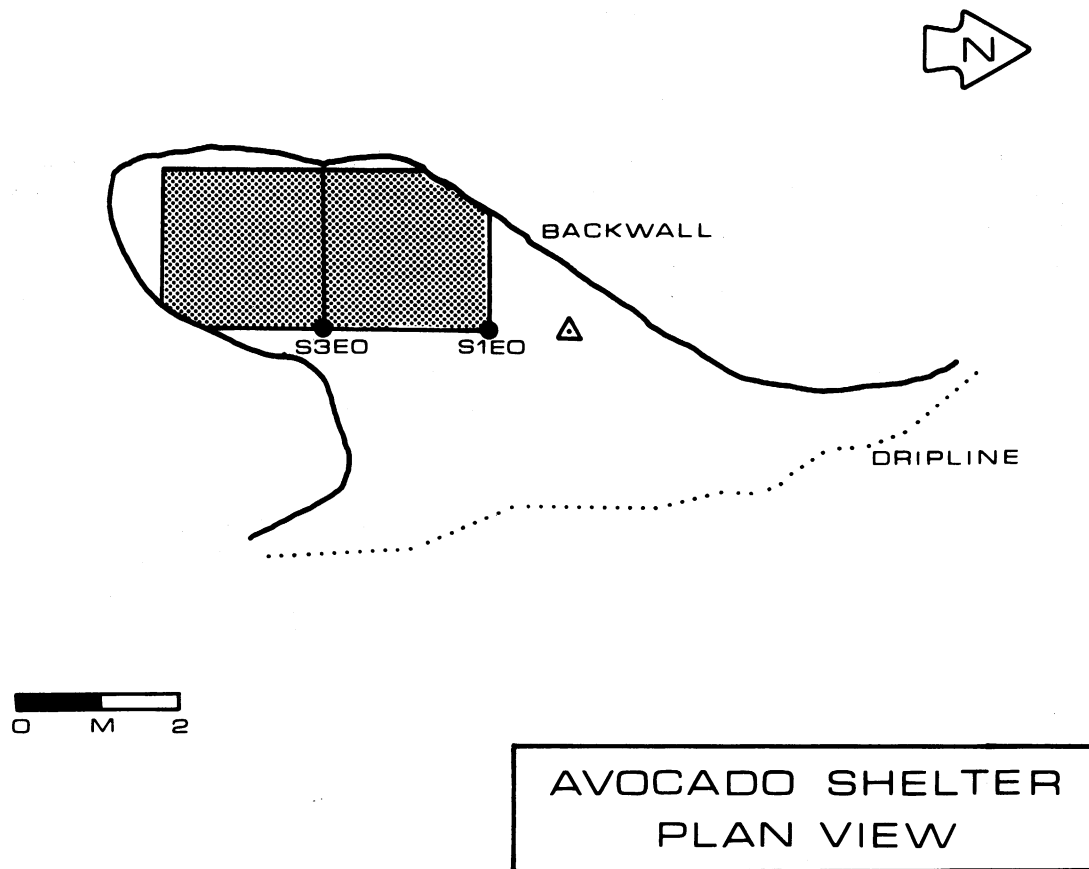 N
BACKWALL
S3E0 S1E0
DRIPLINE
0 M 2
AVOCADO SHELTER
PLAN VIEW